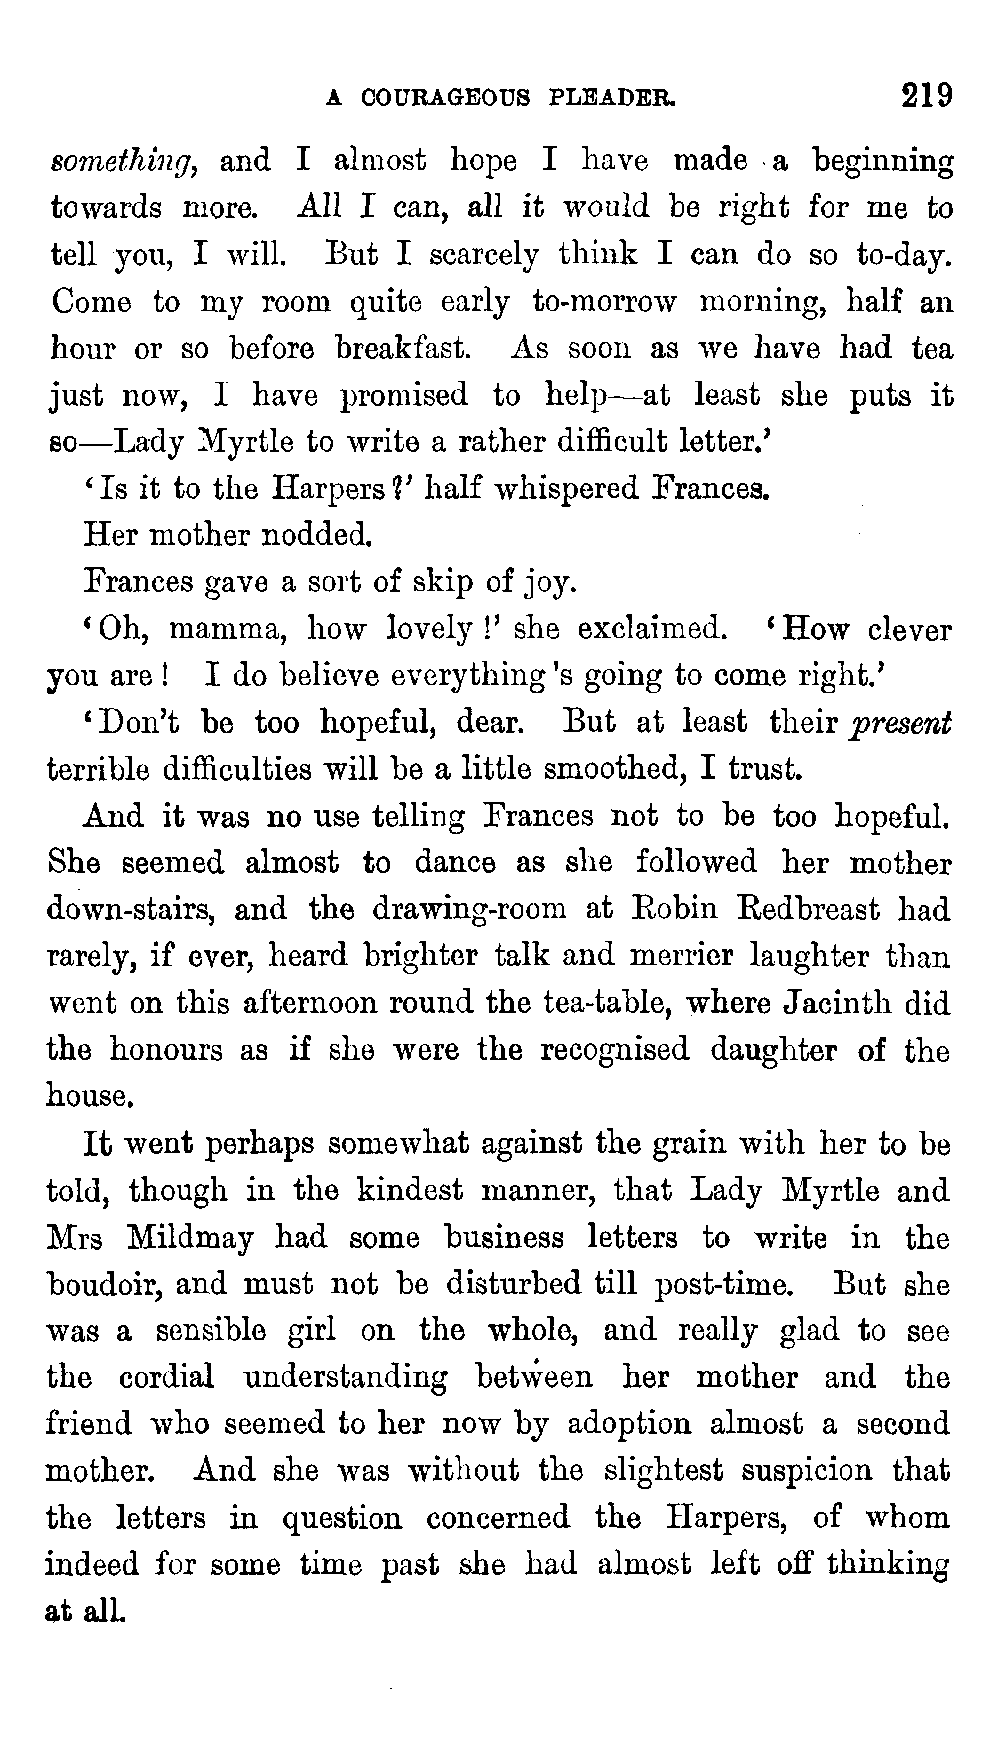 A COURAGEOUS PLEADER. 219
something, and I almost hope I have made a beginning
towards more. All I can, all it would be right for me to
tell you, I will. But I scarcely think I can do so to-day.
Come to my room quite early to-morrow morning, half an
hour or so before breakfast. As soon as we have had tea
just now, I have promised to help—at least she puts it
so—Lady Myrtle to write a rather difficult letter.’
‘Is it to the Harpers?’ half whispered Frances.
Her mother nodded.
Frances gave a sort of skip of joy.
‘Oh, mamma, how lovely!’ she exclaimed. ‘How clever
you are! I do believe everything's going to come right.’
‘Don’t be too hopeful, dear. But at least their present
terrible difficulties will be a little smoothed, I trust.
And it was no use telling Frances not to be too hopeful.
She seemed almost to dance as she followed her mother
down-stairs, and the drawing-room at Robin Redbreast had
rarely, if ever, heard brighter talk and merrier laughter than
went on this afternoon round the tea-table, where Jacinth did
the honours as if she were the recognised daughter of the
house.
It went perhaps somewhat against the grain with her to be
told, though in the kindest manner, that Lady Myrtle and
Mrs Mildmay had some business letters to write in the
boudoir, and must not be disturbed till post-time. But she
was a sensible girl on the whole, and really glad to see
the cordial understanding between her mother and the
friend who seemed to her now by adoption almost a second
mother. And she was without the slightest suspicion that
the letters in question concerned the Harpers, of whom
indeed for some time past she had almost left off thinking
at all.